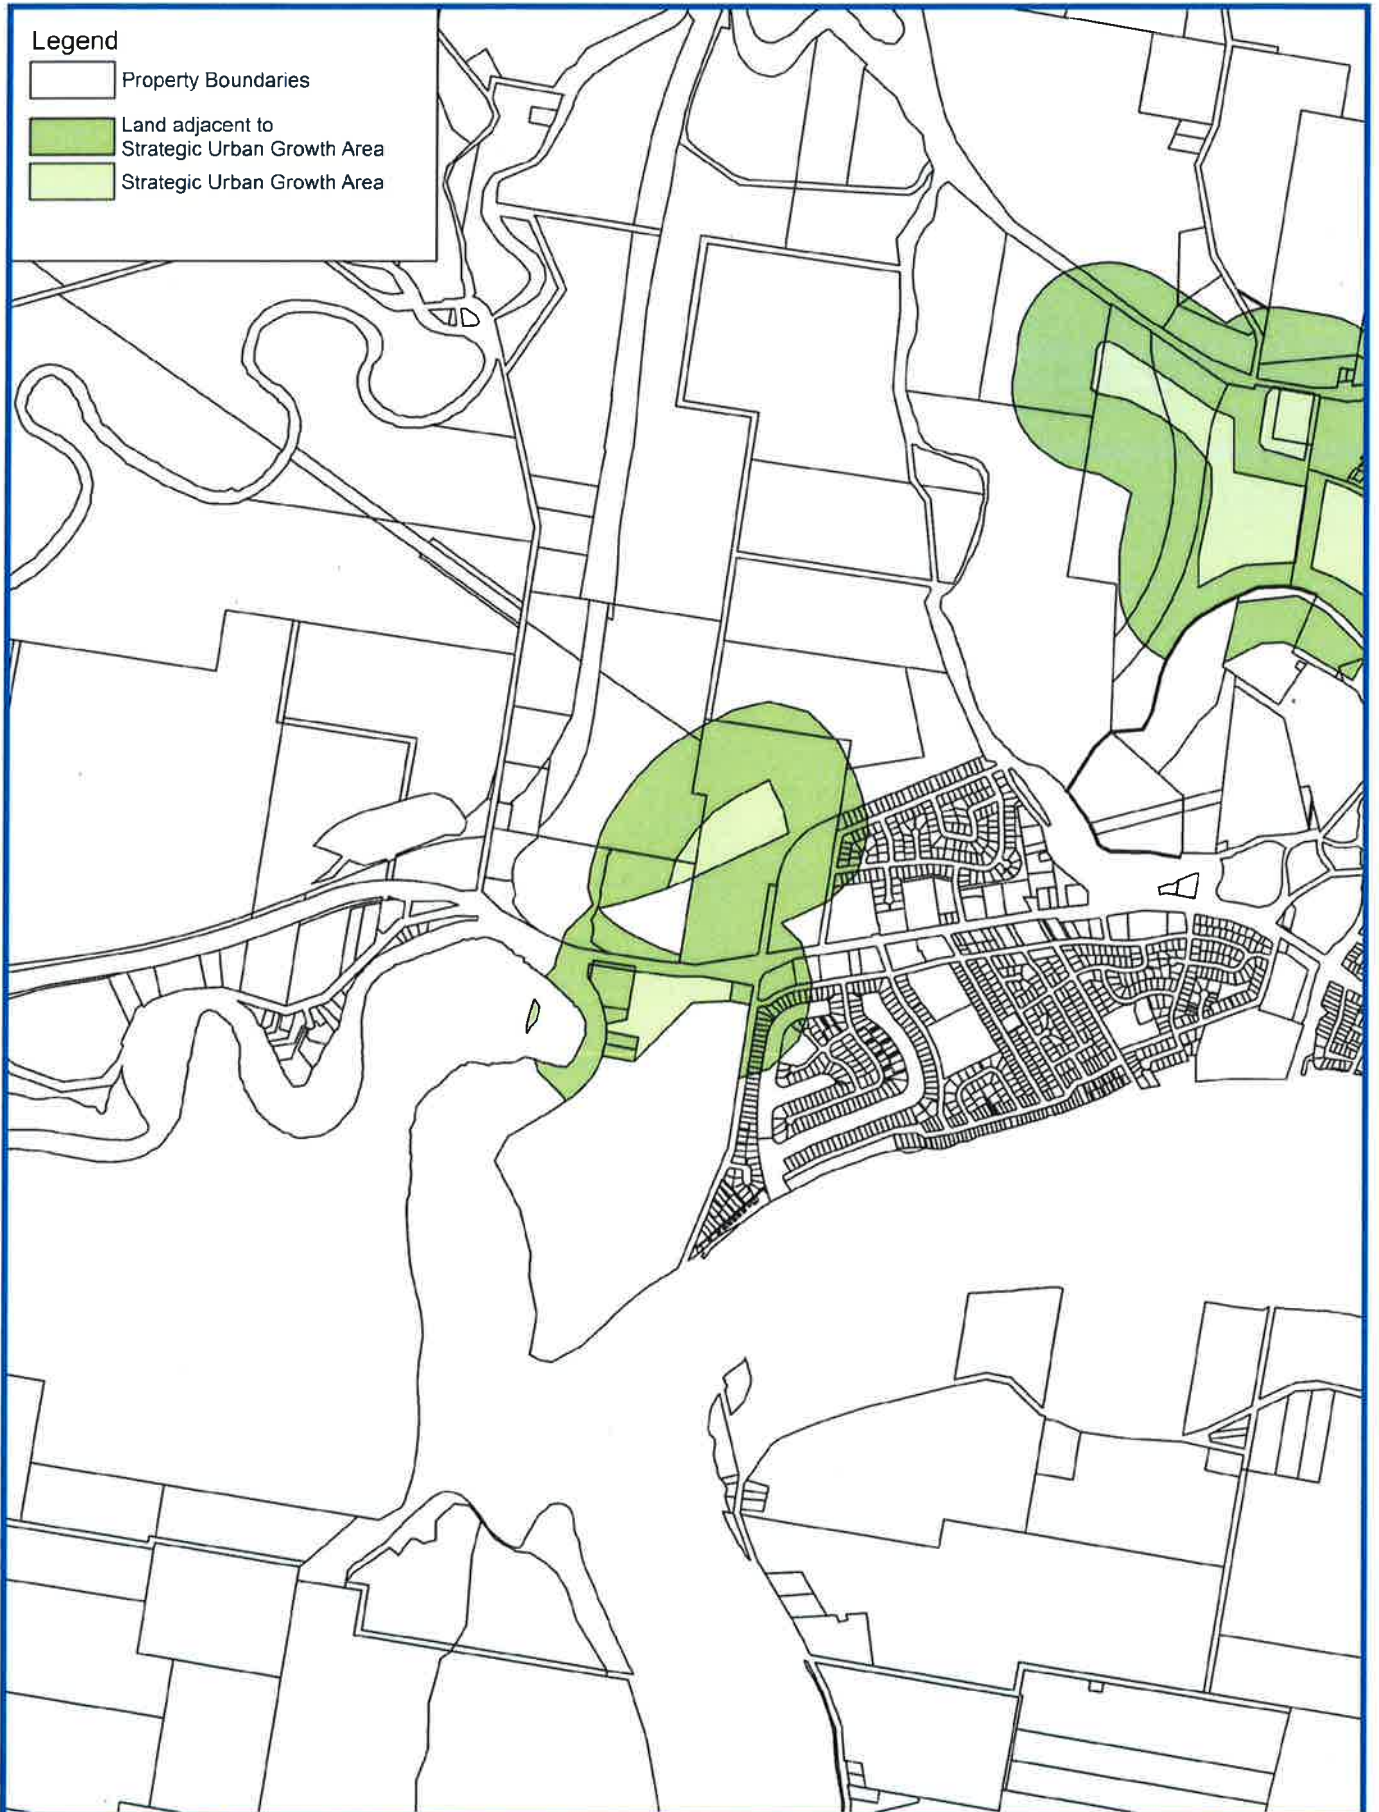 Legend
Property Boundaries
Land adjacent to
Strategic Urban Growth Area
Strategic Urban Growth Area